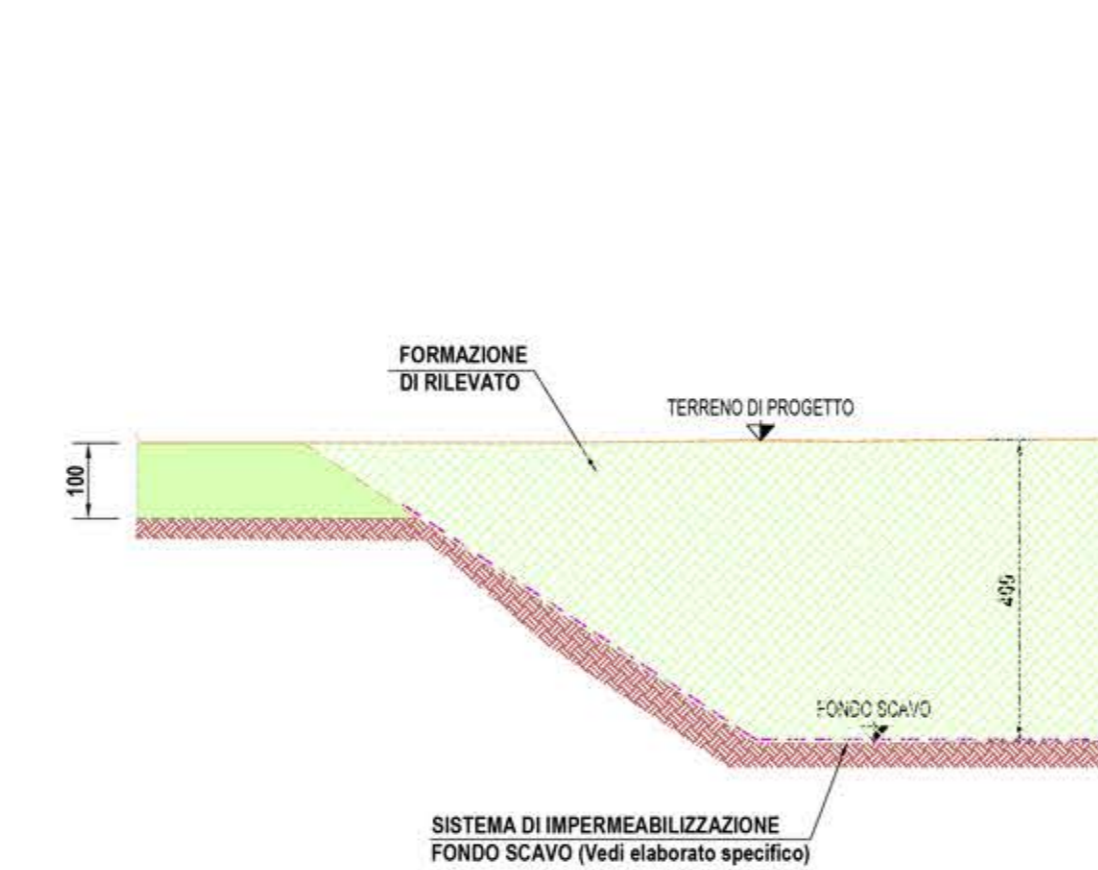 FORMAZIONE
DI RILEVATO
TERRENO DI PROGETTO
100
400
FONDO SCAVO
SISTEMA DI IMPERMEABILIZZAZIONE
FONDO SCAVO (Vedi elaborato specifico)